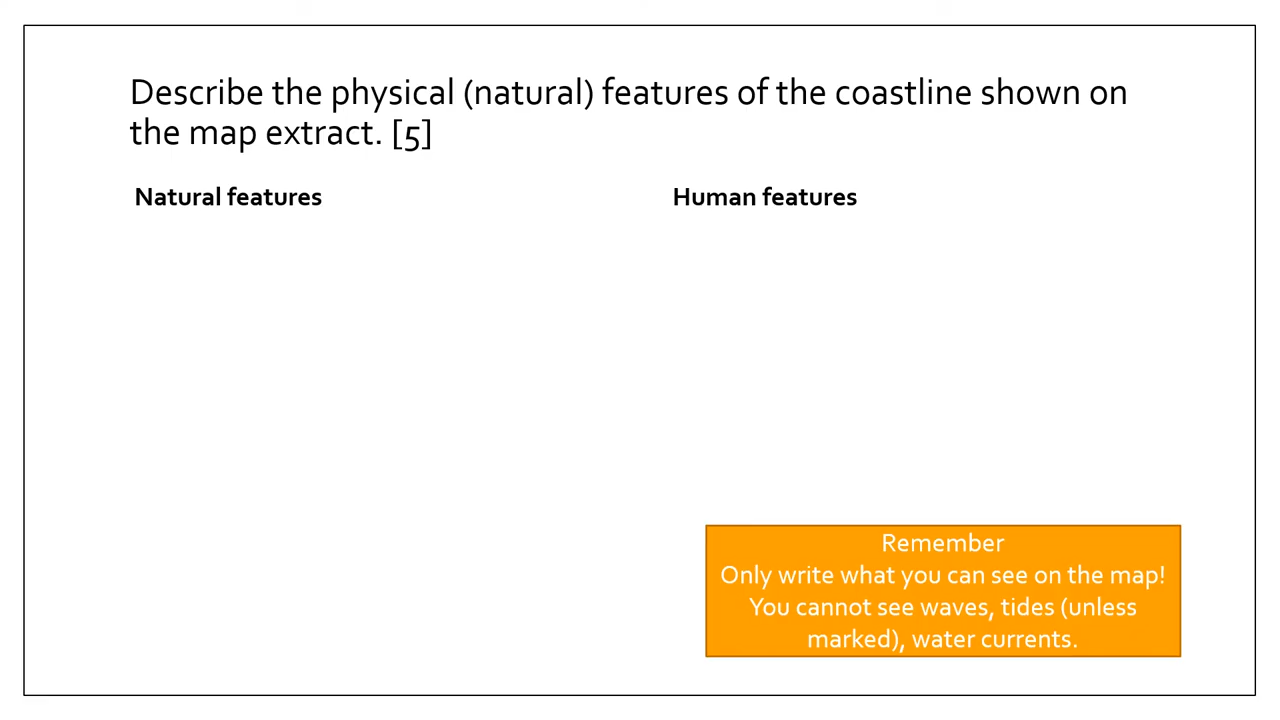 Describe the physical (natural) features of the coastline shown on
the map extract. [5]
Natural features
Human features
Remember
Only write what you can see on the map!
You cannot see waves, tides (unless
marked), water currents.